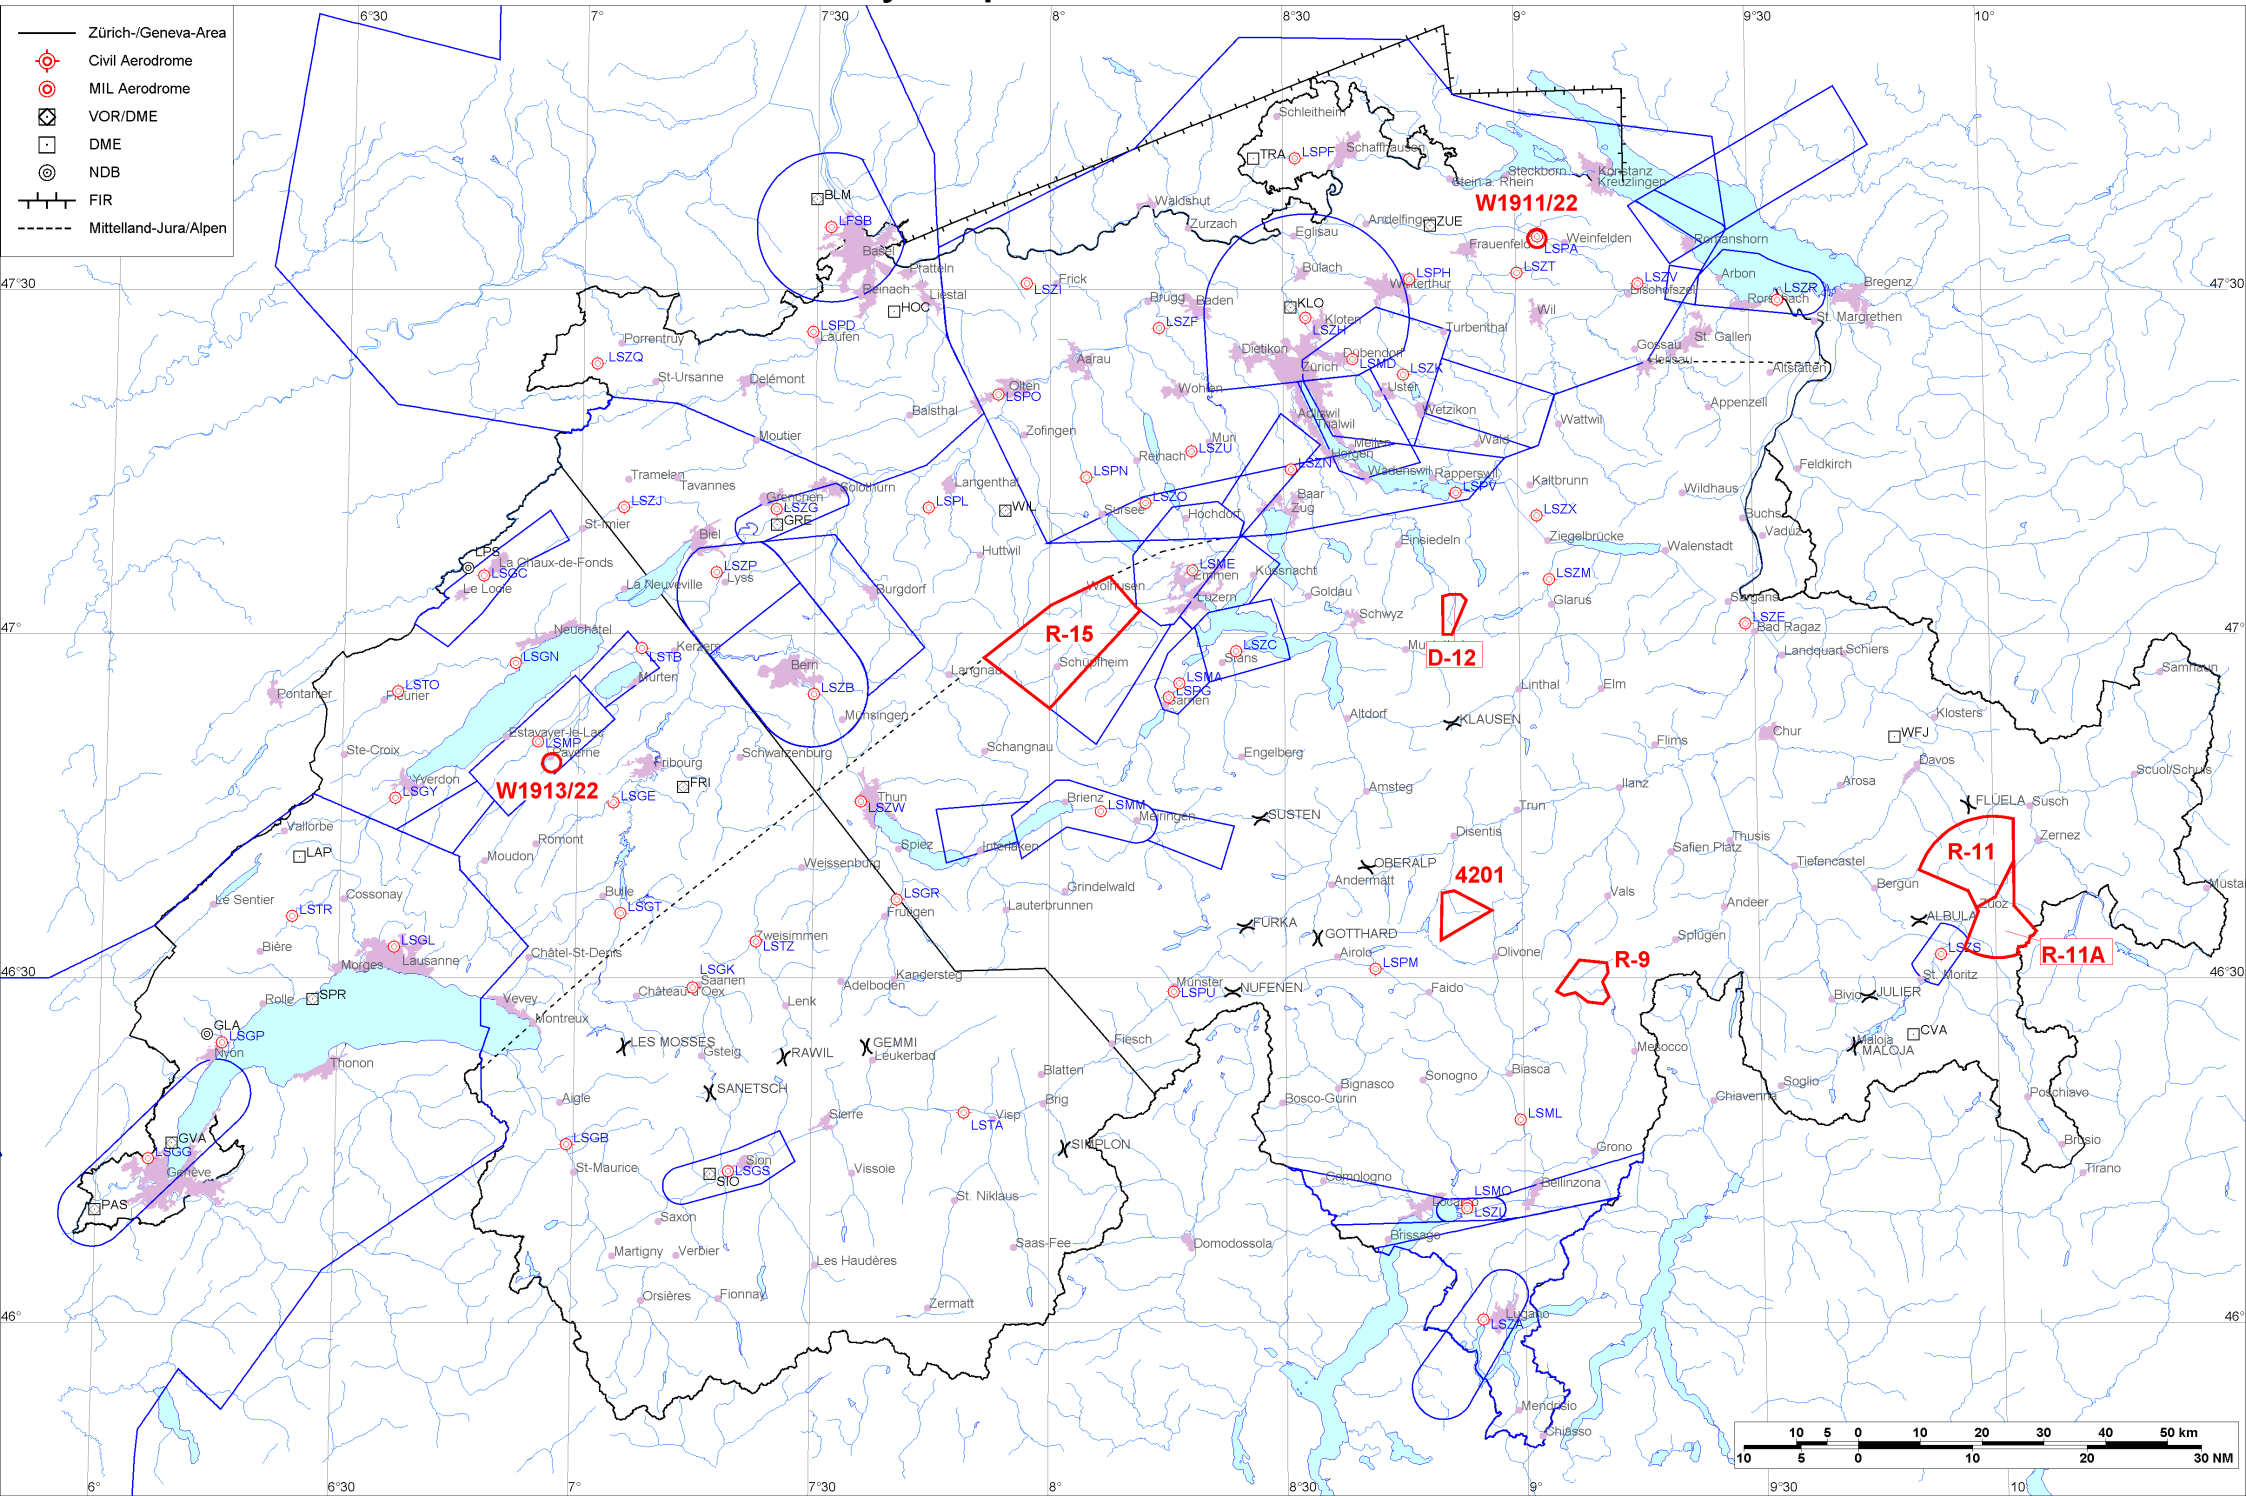 6°30
7°
7°30
8°
8°30
9°
9°30
10°
Zürich-/Geneva-Area
Civil Aerodrome
MIL Aerodrome
VOR/DME
DME
NDB
FIR
Mittelland-Jura/Alpen
Schleitheim
TRA
LSPF
Schaffhausen
Steckborn
Stein a. Rhein
Konstanz
Kreuzlingen
BLM
Waldshut
W1911/22
LFSB
Zurzach
Eglisau
Andelfingen
ZUE
Weinfelden
LSPA
Romanshorn
Basel
Frauenfeld
Pratteln
Bülach
LSPH
LSZT
Arbon
47°30
Reinach
Liestal
LSZI
Frick
Winterthur
LSZV
Bischofszell
LSZR
Bregenz
47°30
HOC
Brugg
Baden
KLO
Kloten
LSZH
Wil
Rorschach
St. Margrethen
LSPD
Laufen
LSZF
Turbenthal
St. Gallen
Porrentruy
LSZQ
Aarau
Dietikon
Dübendorf
LSMD
Zürich
LSZK
Gossau
Herisau
Altstätten
St-Ursanne
Delémont
Olten
LSPO
Wohlen
Uster
Wetzikon
Appenzell
Balsthal
Adliswil
Thalwil
Wattwil
Moutier
Zofingen
Muri
LSZU
Meilen
Wald
Horgen
Reinach
LSZN
Wädenswil
Rapperswil
Feldkirch
Tramelan
Tavannes
LSPN
LSPV
Kaltbrunn
Wildhaus
Grenchen
Solothurn
Langenthal
Baar
Zug
LSZJ
LSZG
LSPL
WIL
LSZO
Sursee
Hochdorf
LSZX
Buchs
GRE
St-Imier
Vaduz
Biel
Einsiedeln
Ziegelbrücke
Walenstadt
LPS
La Chaux-de-Fonds
LSGC
Huttwil
LSZP
Lyss
LSME
Emmen
Küssnacht
LSZM
Le Locle
La Neuveville
Burgdorf
Wolhusen
Luzern
Goldau
Glarus
Sargans
Schwyz
47°
Neuchâtel
R-15
LSZE
Bad Ragaz
47°
Kerzers
LSTB
D-12
LSZC
Stans
Landquart
Schiers
LSGN
Bern
Schüpfheim
Samnaun
Langnau
Murten
LSTO
Fleurier
Pontarlier
LSZB
LSMA
LSPG
Sarnen
Linthal
Elm
Münsingen
Altdorf
KLAUSEN
Klosters
Estavayer-le-Lac
LSMP
Payerne
Ste-Croix
Schwarzenburg
Schangnau
Engelberg
Flims
Chur
WFJ
Davos
Fribourg
Yverdon
LSGY
W1913/22
FRI
LSGE
Thun
LSZW
Brienz
LSMM
Meiringen
Amsteg
Ilanz
Arosa
Scuol/Schuls
Trun
FLÜELA
Susch
SUSTEN
Vallorbe
Romont
Disentis
Thusis
Zernez
LAP
Moudon
Weissenburg
Spiez
Interlaken
Safien Platz
R-11
OBERALP
4201
Tiefencastel
Cossonay
Bulle
LSGR
Grindelwald
Andermatt
Bergün
Le Sentier
Vals
LSTR
LSGT
Frutigen
Lauterbrunnen
Andeer
Zuoz
ALBULA
FURKA
Bière
LSGL
Zweisimmen
LSTZ
GOTTHARD
Splügen
LSZS
R-11A
Châtel-St-Denis
Airolo
Olivone
Lausanne
Morges
R-9
46°30
LSGK
Saanen
LSPM
46°30
Kandersteg
Adelboden
Münster
LSPU
NUFENEN
Faido
St. Moritz
SPR
Rolle
Vevey
Château-d'Oex
Lenk
Bivio
JULIER
Montreux
GLA
LSGP
Nyon
CVA
Fiesch
LES MOSSES
Gsteig
RAWIL
GEMMI
Leukerbad
Mesocco
Maloja
MALOJA
Thonon
Blatten
Biasca
Sonogno
Bignasco
Soglio
SANETSCH
Aigle
Brig
Bosco-Gurin
Chiavenna
Poschiavo
Sierre
LSTA
Visp
LSML
GVA
LSGB
SIMPLON
Grono
Brusio
LSGG
Genève
St-Maurice
Sion
LSGS
SIO
Vissoie
Tirano
Comologno
Bellinzona
PAS
St. Niklaus
LSMO
Locarno
LSZL
Saxon
Brissago
Martigny
Verbier
Saas-Fee
Domodossola
Les Haudères
Orsières
Fionnay
Zermatt
46°
Lugano
LSZA
46°
Mendrisio
Chiasso
10 5 0 10 20 30 40 50 km
10 5 0 10 20 30 NM
6°
6°30
7°
7°30
8°
8°30
9°
9°30
10